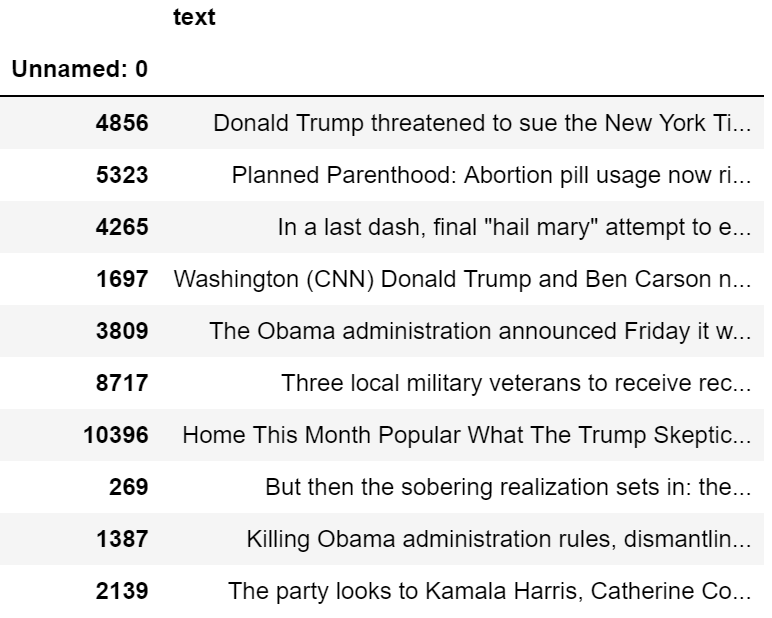 text
Unnamed: 0
4856 Donald Trump threatened to sue the New York Ti...
5323 Planned Parenthood: Abortion pill usage now ri...
4265 In a last dash, final "hail mary" attempt to e...
1697 Washington (CNN) Donald Trump and Ben Carson n...
3809 The Obama administration announced Friday it w...
8717 Three local military veterans to receive rec...
10396 Home This Month Popular What The Trump Skeptic...
269 But then the sobering realization sets in: the...
1387 Killing Obama administration rules, dismantlin...
2139 The party looks to Kamala Harris, Catherine Co...